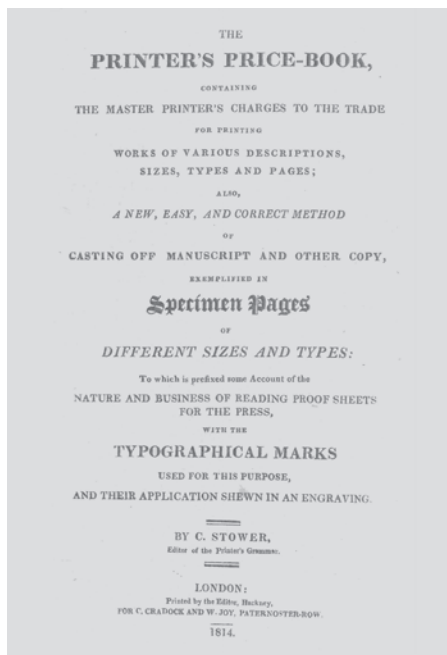 THE
PRINTER'S PRICE-BOOK,
CONTAINING
THE MASTER PRINTER'S CHARGES TO THE TRADE
FOR PRINTING
WORKS OF VARIOUS DESCRIPTIONS,
SIZES, TYPES AND PAGES;
ALSO,
A NEW, EASY, AND CORRECT METHOD
OF
CASTING OFF MANUSCRIPT AND OTHER COPY,
EXEMPLIFIED IN
Specimen Pages
OF
DIFFERENT SIZES AND TYPES:
To which is prefixed some Account of the
NATURE AND BUSINESS OF READING PROOF SHEETS
FOR THE PRESS,
WITH THE
TYPOGRAPHICAL MARKS
USED FOR THIS PURPOSE,
AND THEIR APPLICATION SHEWN IN AN ENGRAVING.
BY C. STOWER,
Editor of the Printer's Grammar.
LONDON:
Printed by the Editor, Hackney,
FOR C. CRADOCK AND W. JOY, PATERNOSTER-ROW.
1814.